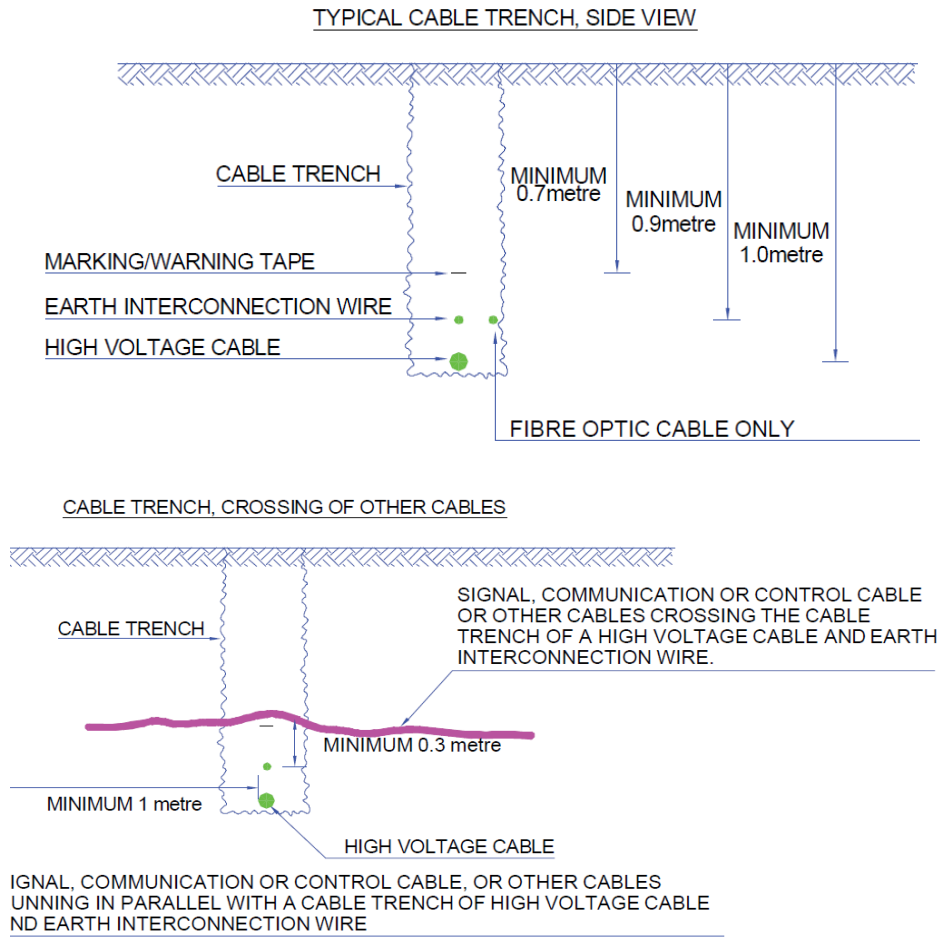 TYPICAL CABLE TRENCH, SIDE VIEW
CABLE TRENCH
MINIMUM
0.7metre
MINIMUM
0.9metre
MINIMUM
1.0metre
MARKING/WARNING TAPE
EARTH INTERCONNECTION WIRE
HIGH VOLTAGE CABLE
FIBRE OPTIC CABLE ONLY
CABLE TRENCH, CROSSING OF OTHER CABLES
SIGNAL, COMMUNICATION OR CONTROL CABLE
OR OTHER CABLES CROSSING THE CABLE
TRENCH OF A HIGH VOLTAGE CABLE AND EARTH
INTERCONNECTION WIRE.
CABLE TRENCH
MINIMUM 0.3 metre
MINIMUM 1 metre
HIGH VOLTAGE CABLE
IGNAL, COMMUNICATION OR CONTROL CABLE, OR OTHER CABLES
UNNING IN PARALLEL WITH A CABLE TRENCH OF HIGH VOLTAGE CABLE
ND EARTH INTERCONNECTION WIRE